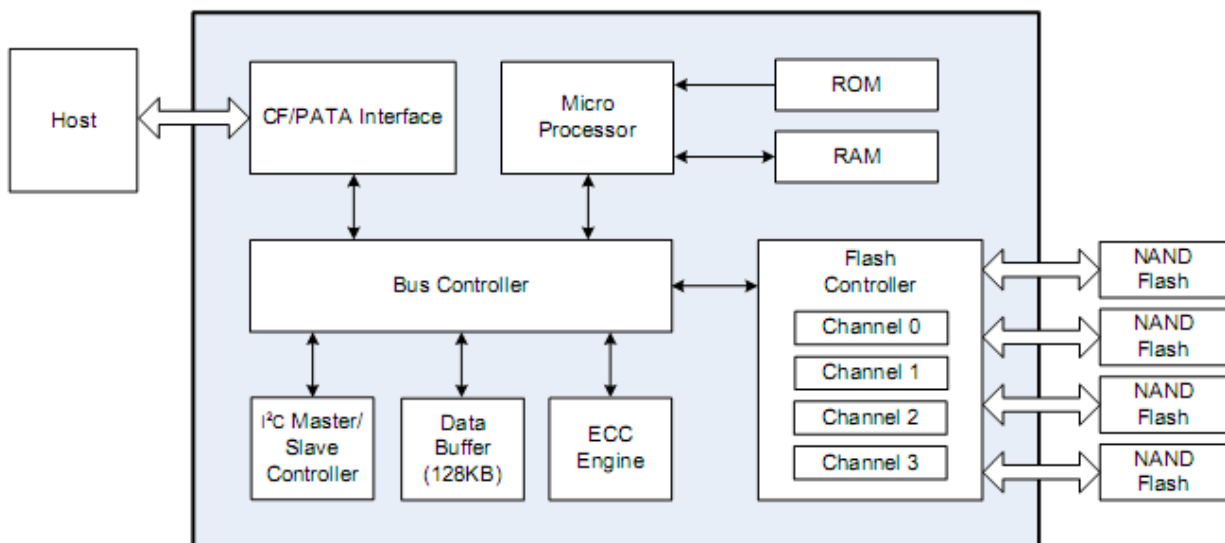 Host
CF/PATA Interface
Micro
Processor
ROM
RAM
Bus Controller
Flash
Controller
Channel 0
Channel 1
Channel 2
Channel 3
NAND
Flash
NAND
Flash
NAND
Flash
NAND
Flash
I²C Master/
Slave
Controller
Data
Buffer
(128KB)
ECC
Engine